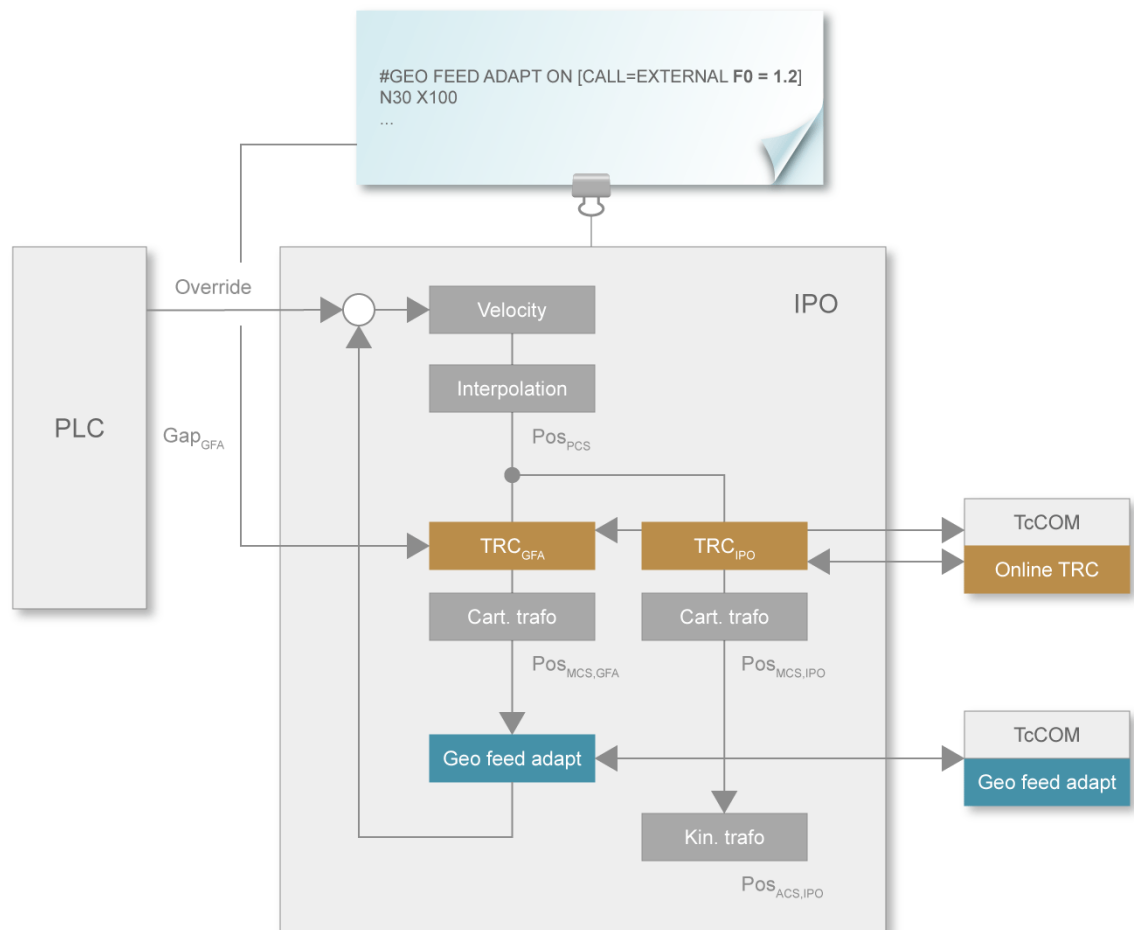 #GEO FEED ADAPT ON [CALL=EXTERNAL F0 = 1.2]
N30 X100
...
PLC
Override
Gap GFA
IPO
Velocity
Interpolation
Pos PCS
TRC GFA
TRC IPO
Cart. trafo
Cart. trafo
Pos MCS,GFA
Pos MCS,IPO
Geo feed adapt
Kin. trafo
Pos ACS,IPO
TcCOM
Online TRC
TcCOM
Geo feed adapt